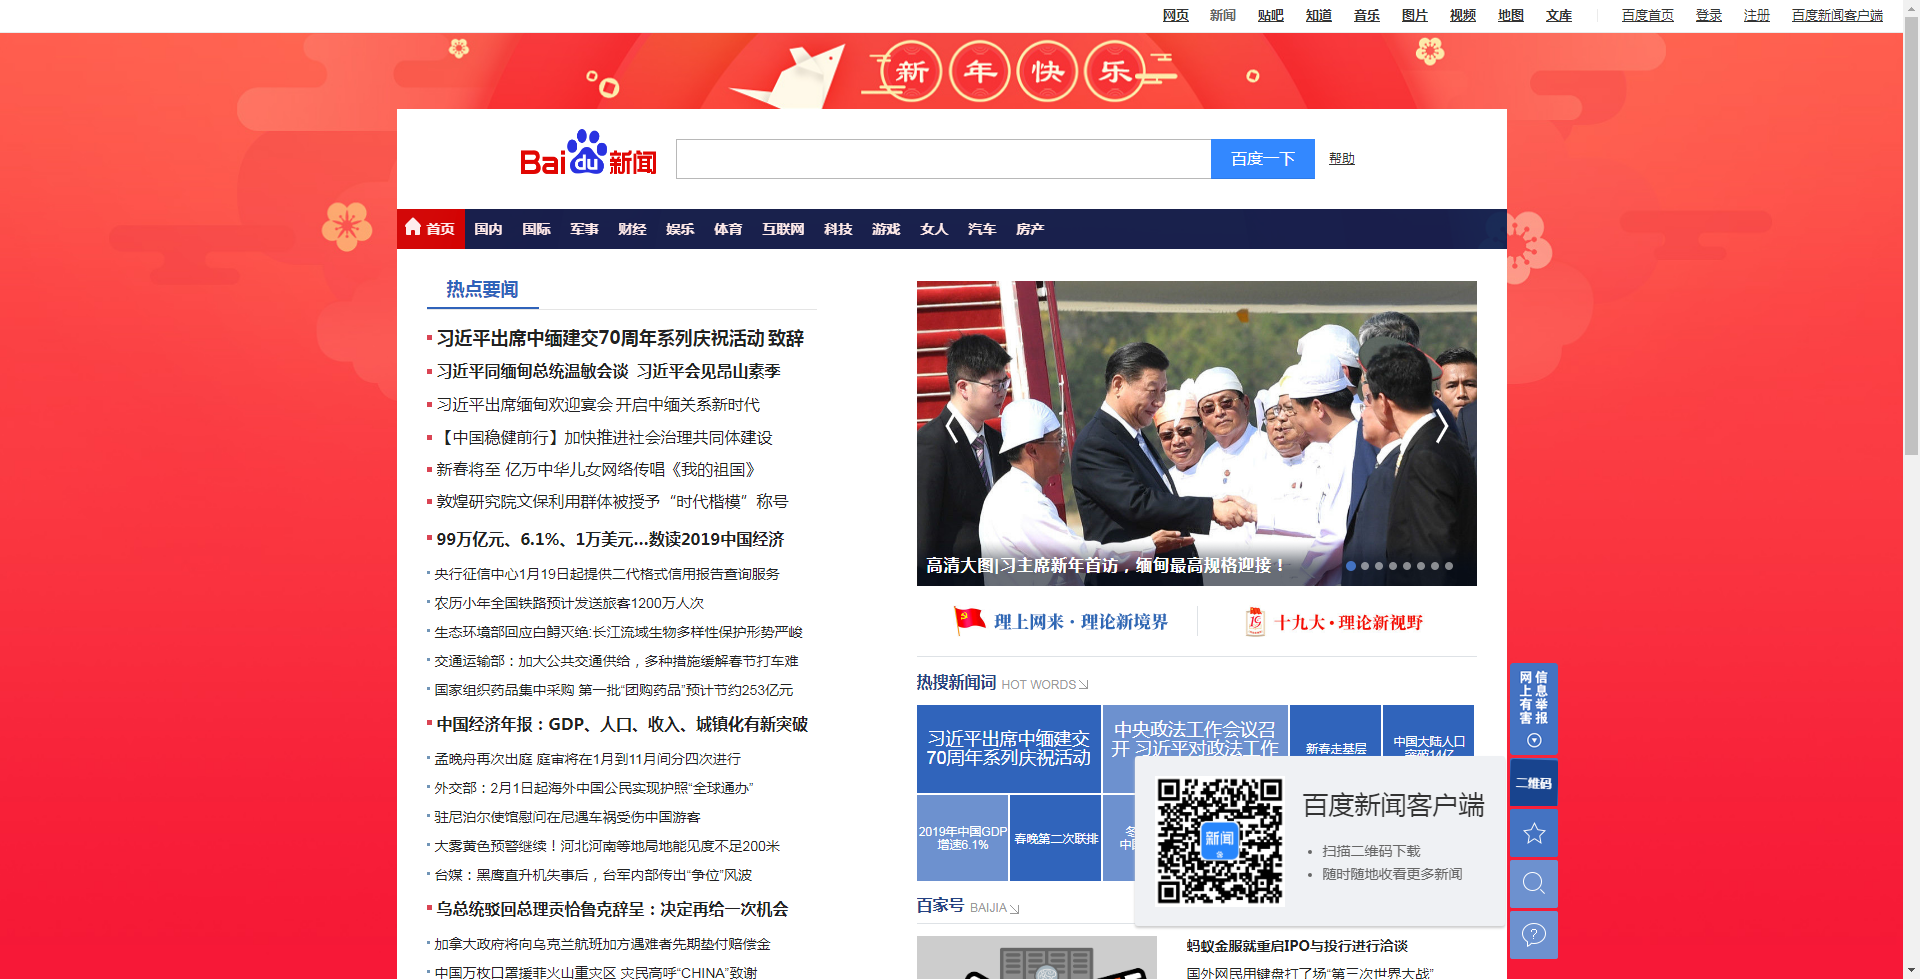 网页 新闻 贴吧 知道 音乐 图片 视频 地图 文库 百度首页 登录 注册 百度新闻客户端
新年快乐
Bai du 新闻 百度一下 帮助
首页 国内 国际 军事 财经 娱乐 体育 互联网 科技 游戏 女人 汽车 房产
热点要闻
习近平出席中缅建交70周年系列庆祝活动 致辞
习近平同缅甸总统温敏会谈 习近平会见昂山素季
习近平出席缅甸欢迎宴会 开启中缅关系新时代
【中国稳健前行】加快推进社会治理共同体建设
新春将至 亿万中华儿女网络传唱《我的祖国》
敦煌研究院文保利用群体被授予“时代楷模”称号
99万亿元、6.1%、1万美元...数读2019中国经济
央行征信中心1月19日起提供二代格式信用报告查询服务
农历小年全国铁路预计发送旅客1200万人次
生态环境部回应白鲟灭绝:长江流域生物多样性保护形势严峻
交通运输部：加大公共交通供给，多种措施缓解春节打车难
国家组织药品集中采购 第一批“团购药品”预计节约253亿元
中国经济年报：GDP、人口、收入、城镇化有新突破
孟晚舟再次出庭 庭审将在1月到11月间分四次进行
外交部：2月1日起海外中国公民实现护照“全球通办”
驻尼泊尔使馆慰问在尼遇车祸受伤中国游客
大雾黄色预警继续！河北河南等地局地能见度不足200米
台媒：黑鹰直升机失事后，台军内部传出“争位”风波
乌总统驳回总理贡恰鲁克辞呈：决定再给一次机会
加拿大政府将向乌克兰航班加方遇难者先期垫付赔偿金
中国万枚口罩援菲火山重灾区 灾民高呼“CHINA”致谢
高清大图|习主席新年首访，缅甸最高规格迎接！
理上网来·理论新境界
19
十九大·理论新视野
热搜新闻词 HOT WORDS
习近平出席中缅建交
70周年系列庆祝活动
中央政法工作会议召
开 习近平对政法工作
新春走基层
中国大陆人口
突破14亿
2019年中国GDP
增速6.1%
春晚第二次联排
冬
中国
新闻
百度新闻客户端
扫描二维码下载
随时随地收看更多新闻
百家号 BAIJIA
蚂蚁金服就重启IPO与投行进行洽谈
国外网民用键盘打了场“第三次世界大战”
网上有害
信息举报
二维码